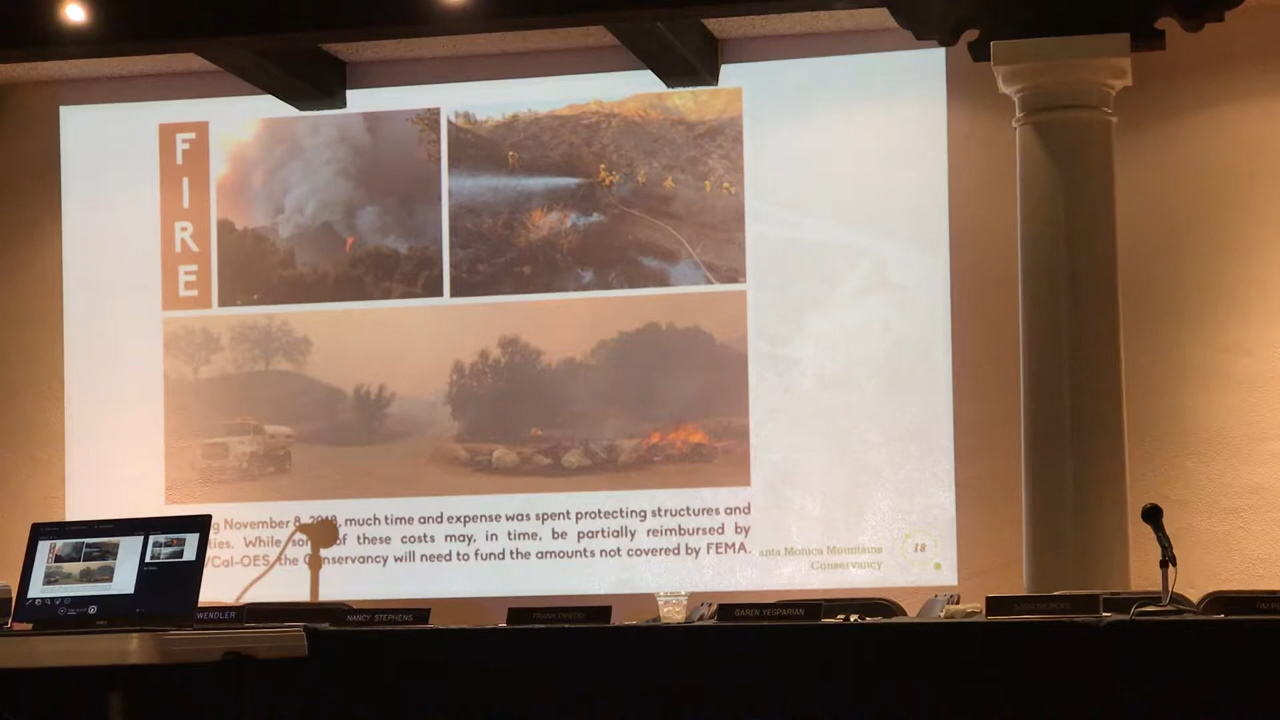 F
I
R
E
g November 8, 2018, much time and expense was spent protecting structures and
ties. While some of these costs may, in time, be partially reimbursed by
/Cal-OES, the Conservancy will need to fund the amounts not covered by FEMA.
anta Monica Mountains
Conservancy
18
WENDLER
NANCY STEPHENS
GAREN YEGPARIAN